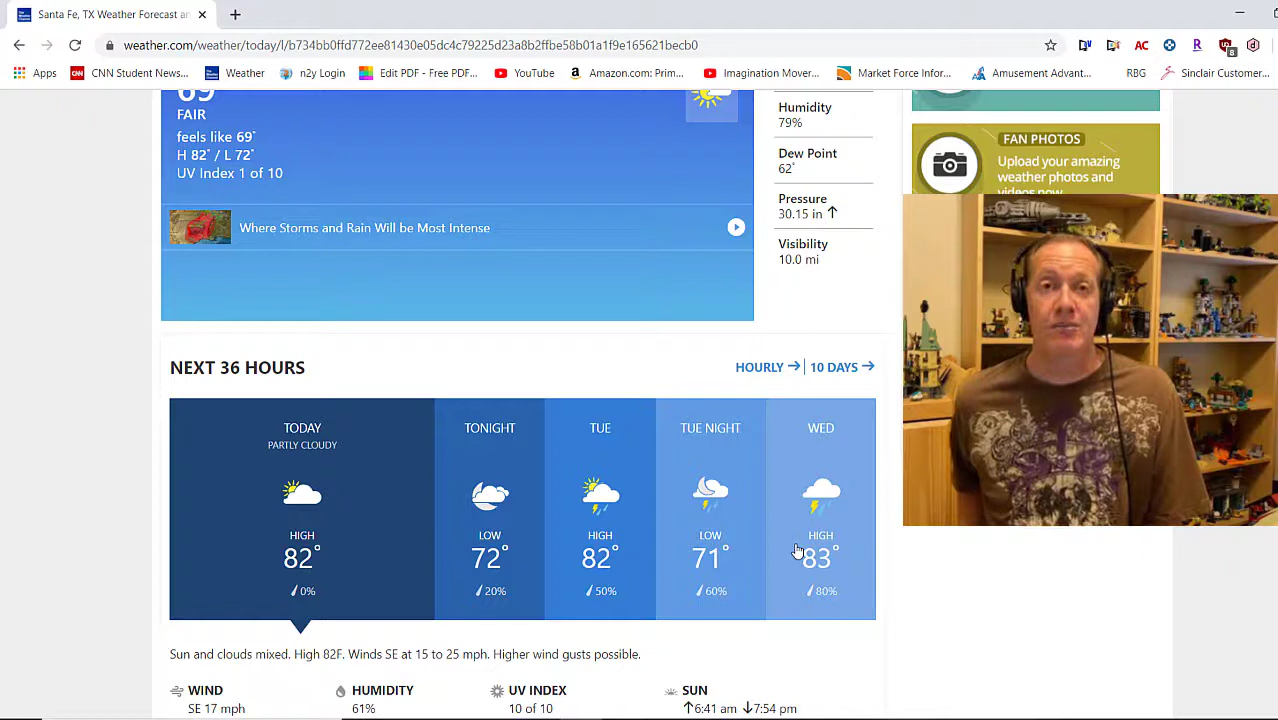 Santa Fe, TX Weather Forecast an
weather.com/weather/today/l/b734bb0ffd772ee81430e05dc4c79225d23a8b2ffbe58b01a1f9e165621becb0
Apps CNN Student News... Weather n2y Login Edit PDF - Free PDF... YouTube Amazon.com: Prim... Imagination Mover... Market Force Infor... Amusement Advant... RBG Sinclair Customer...
69
FAIR
feels like 69°
H 82° / L 72°
UV Index 1 of 10
Where Storms and Rain Will be Most Intense
Humidity
79%
Dew Point
62°
Pressure
30.15 in ↑
Visibility
10.0 mi
FAN PHOTOS
Upload your amazing
weather photos and
videos now
NEXT 36 HOURS
HOURLY → | 10 DAYS →
TODAY
PARTLY CLOUDY
HIGH
82°
0%
TONIGHT
LOW
72°
20%
TUE
HIGH
82°
50%
TUE NIGHT
LOW
71°
60%
WED
HIGH
83°
80%
Sun and clouds mixed. High 82F. Winds SE at 15 to 25 mph. Higher wind gusts possible.
WIND
SE 17 mph
HUMIDITY
61%
UV INDEX
10 of 10
SUN
↑6:41 am ↓7:54 pm